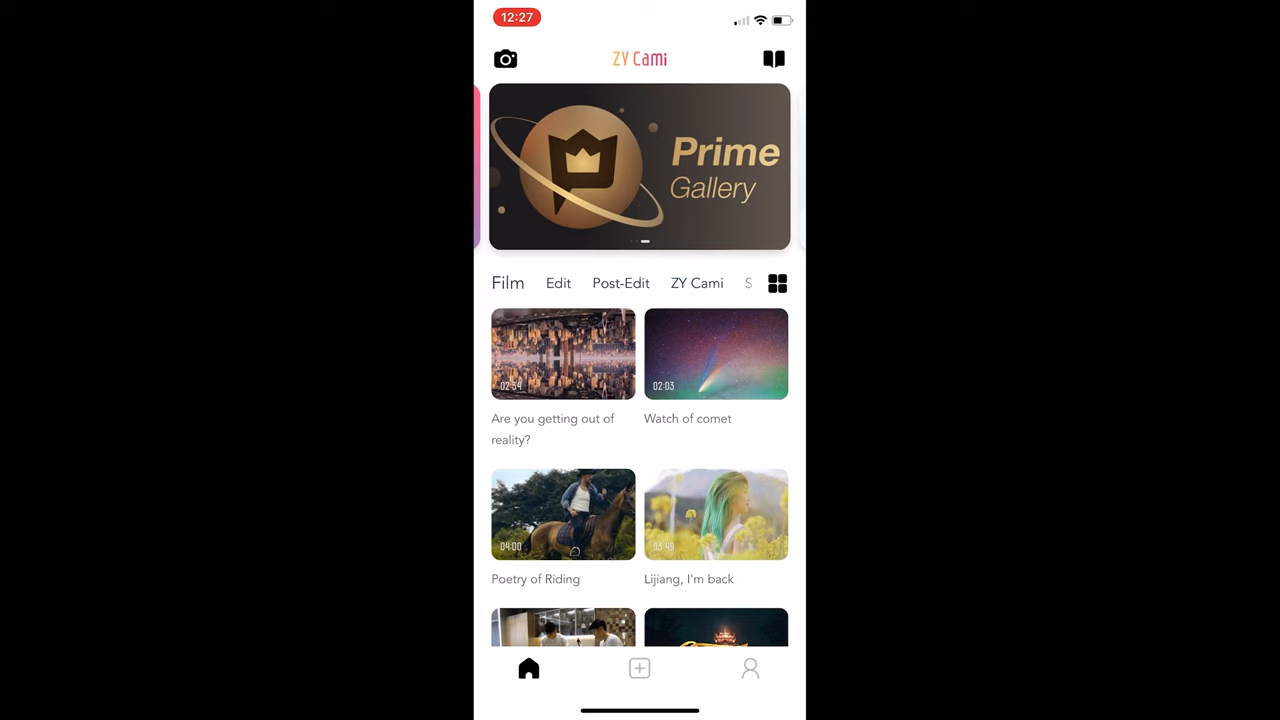 12:27
ZY Cami
Prime
Gallery
Film Edit Post-Edit ZY Cami S
02:34
02:03
Are you getting out of
reality?
Watch of comet
04:00
03:49
Poetry of Riding
Lijiang, I'm back